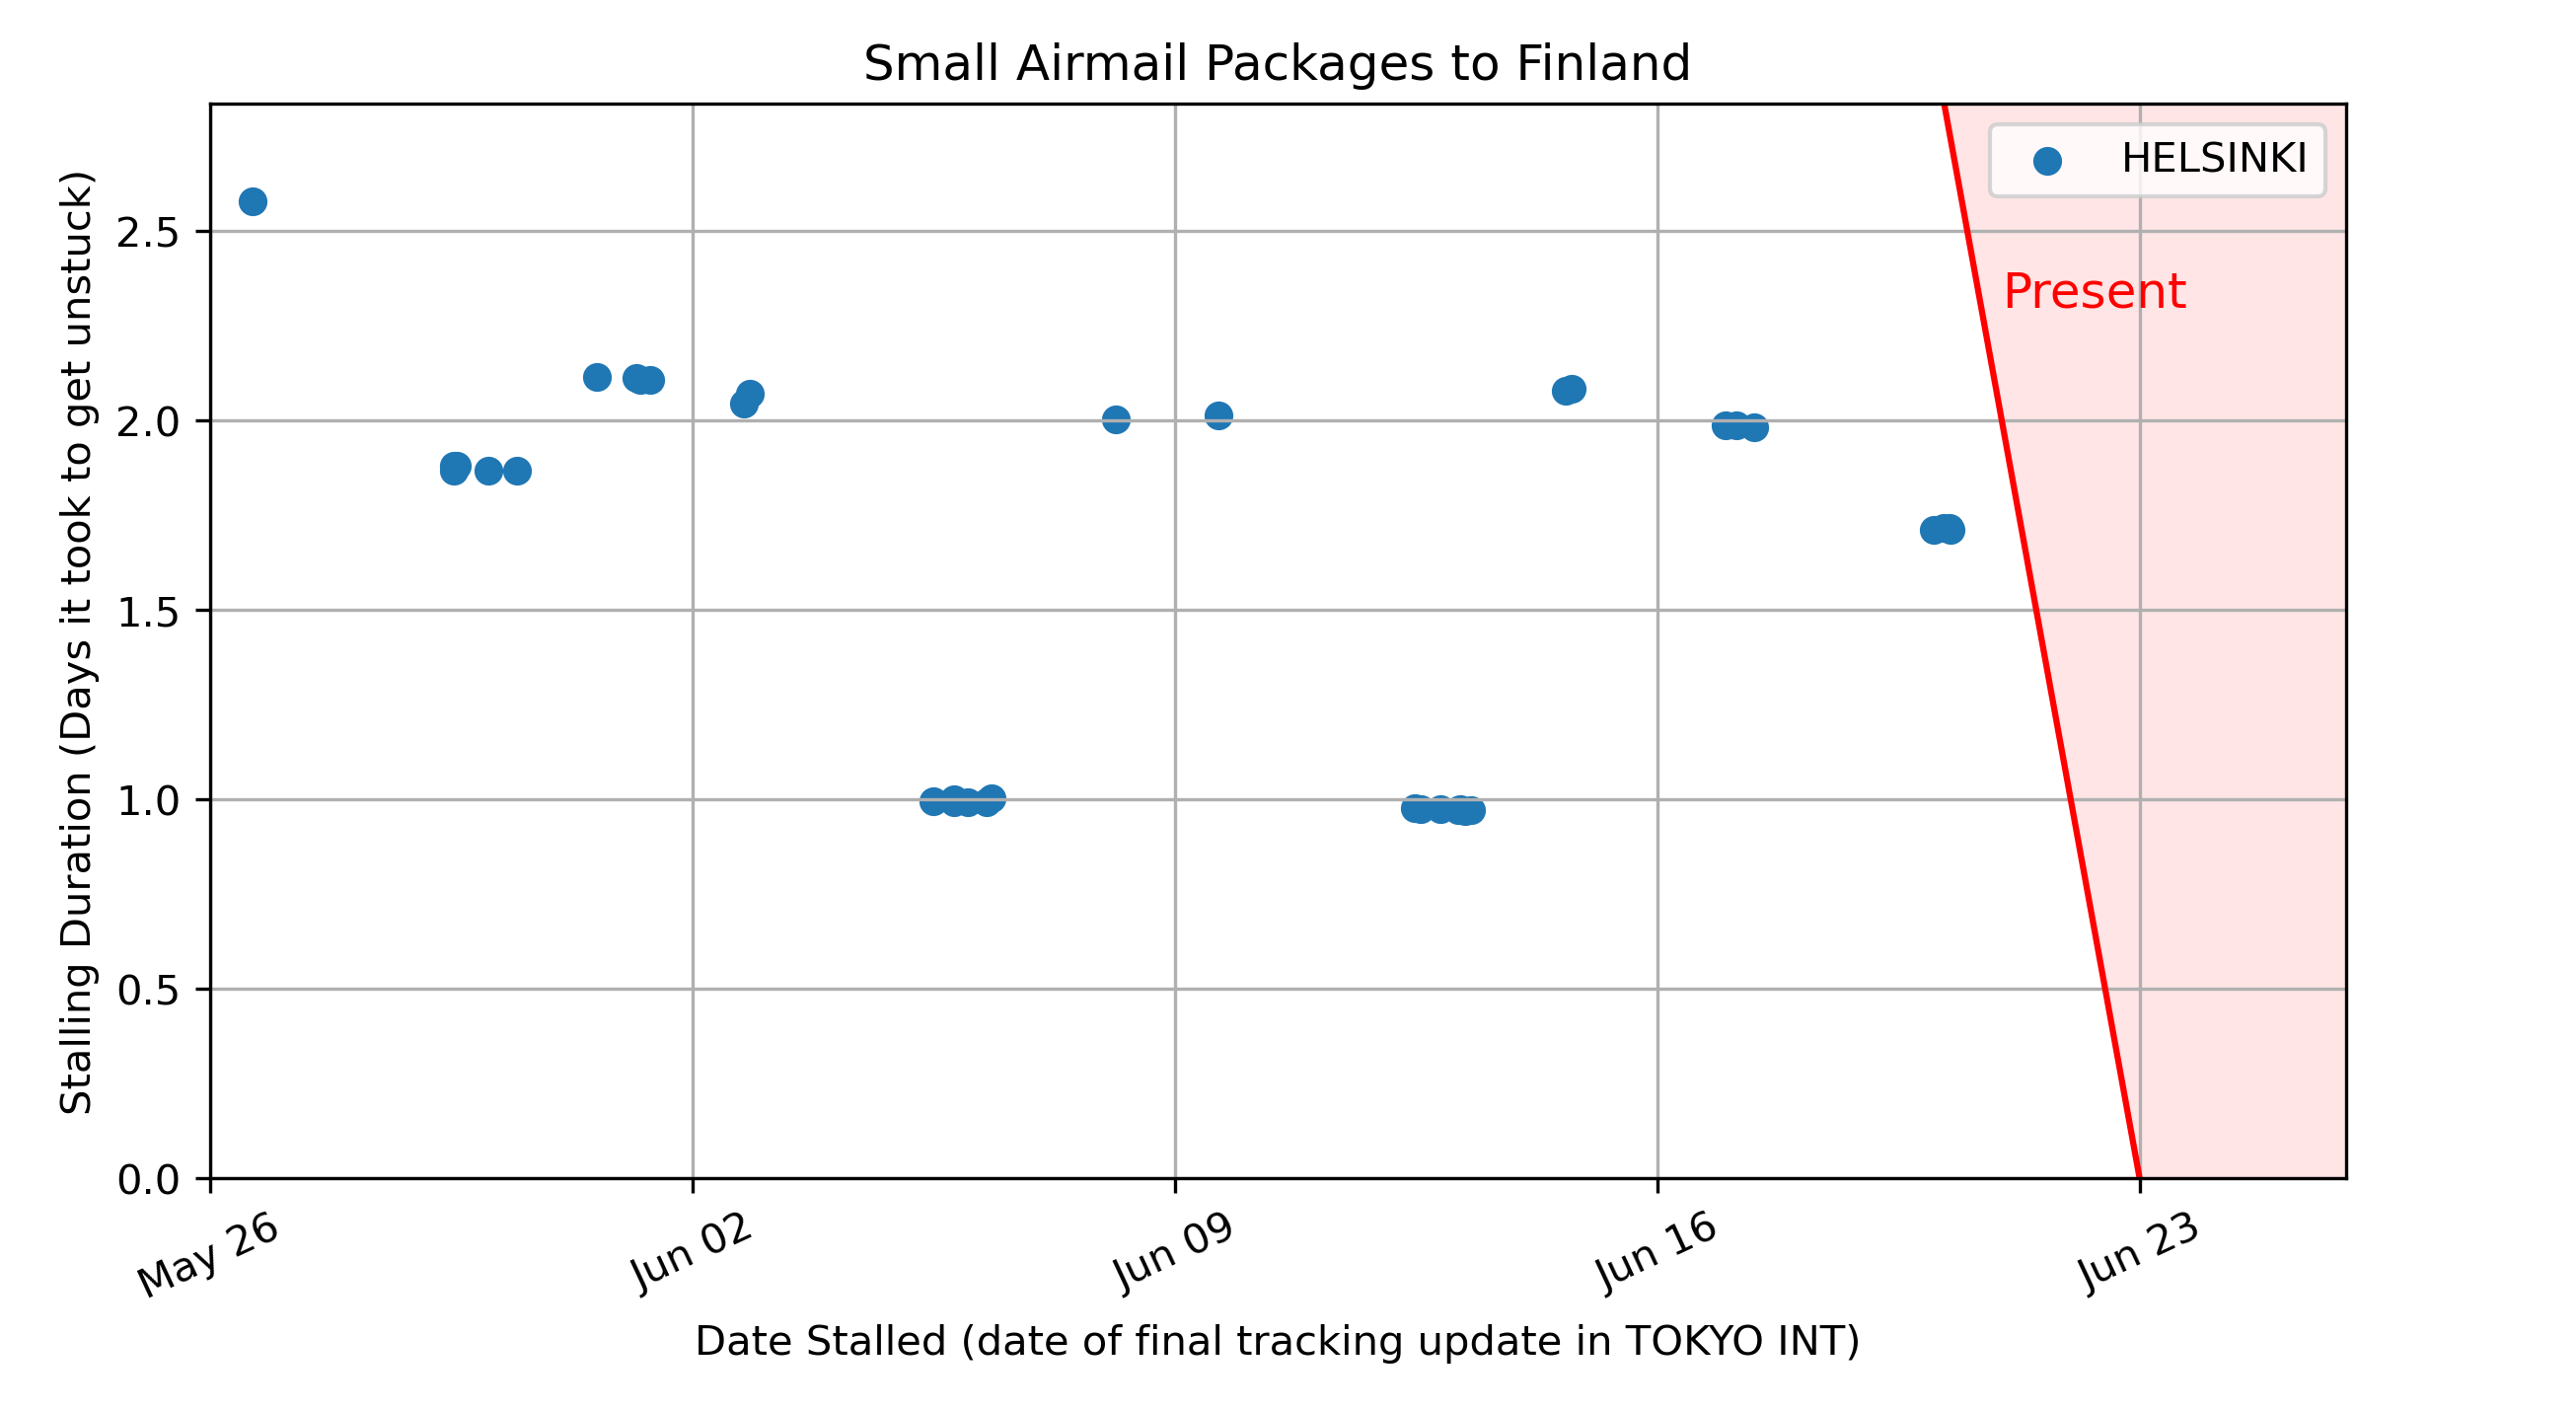 Small Airmail Packages to Finland
HELSINKI
Present
Stalling Duration (Days it took to get unstuck)
2.5
2.0
1.5
1.0
0.5
0.0
May 26
Jun 02
Jun 09
Jun 16
Jun 23
Date Stalled (date of final tracking update in TOKYO INT)